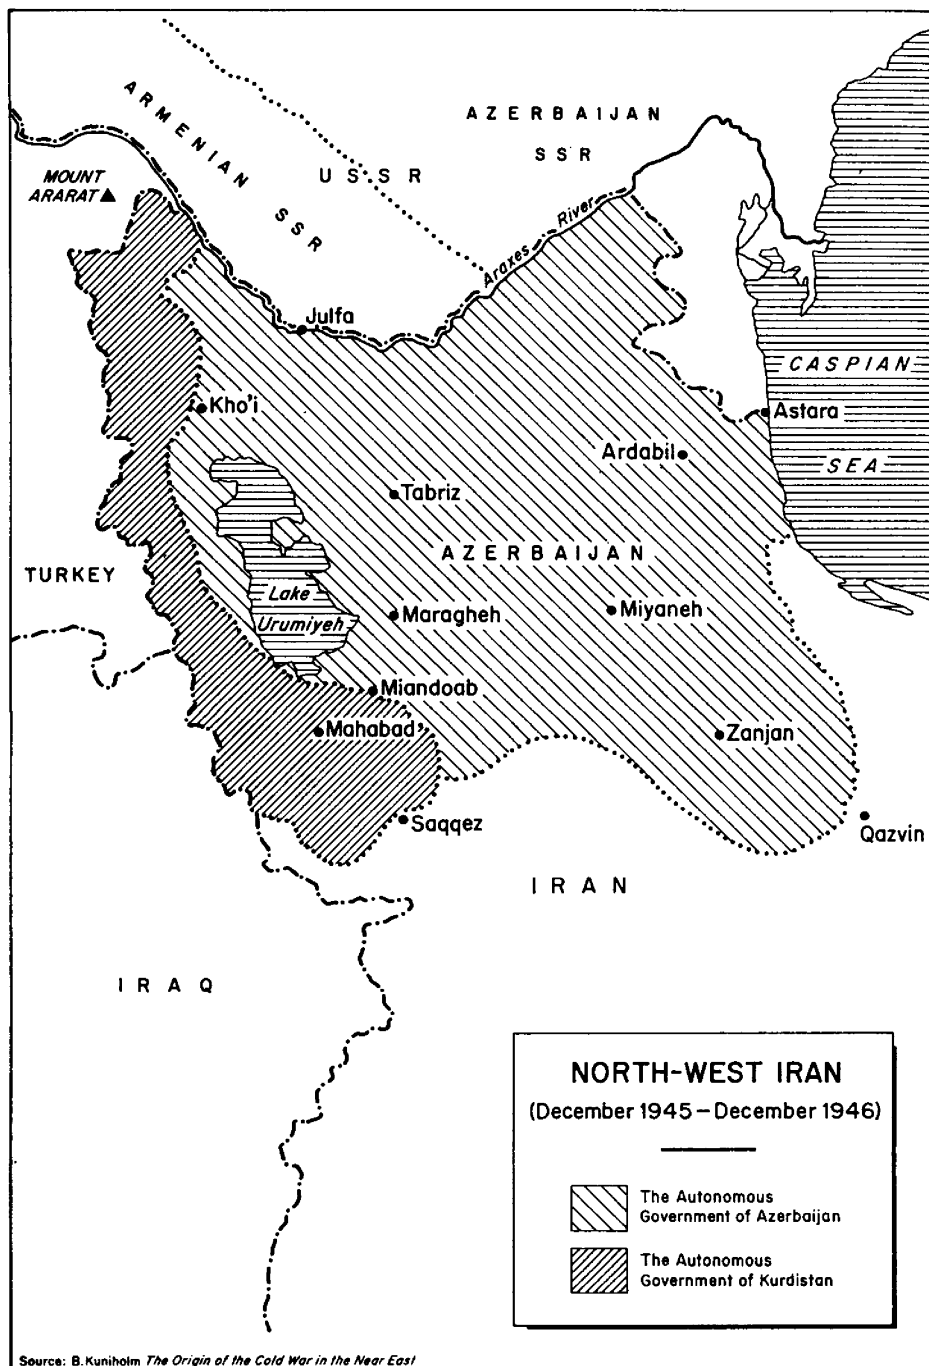 ARMENIAN SSR
USSR
AZERBAIJAN
SSR
MOUNT
ARARAT
Araxes River
Julfa
CASPIAN
SEA
Kho'i
Astara
Ardabil
Tabriz
AZERBAIJAN
TURKEY
Lake
Urumiyeh
Maragheh
Miyaneh
Miandoab
Mahabad
Zanjan
Saqqez
Qazvin
IRAN
IRAQ
NORTH-WEST IRAN
(December 1945 – December 1946)
The Autonomous
Government of Azerbaijan
The Autonomous
Government of Kurdistan
Source: B. Kuniholm The Origin of the Cold War in the Near East